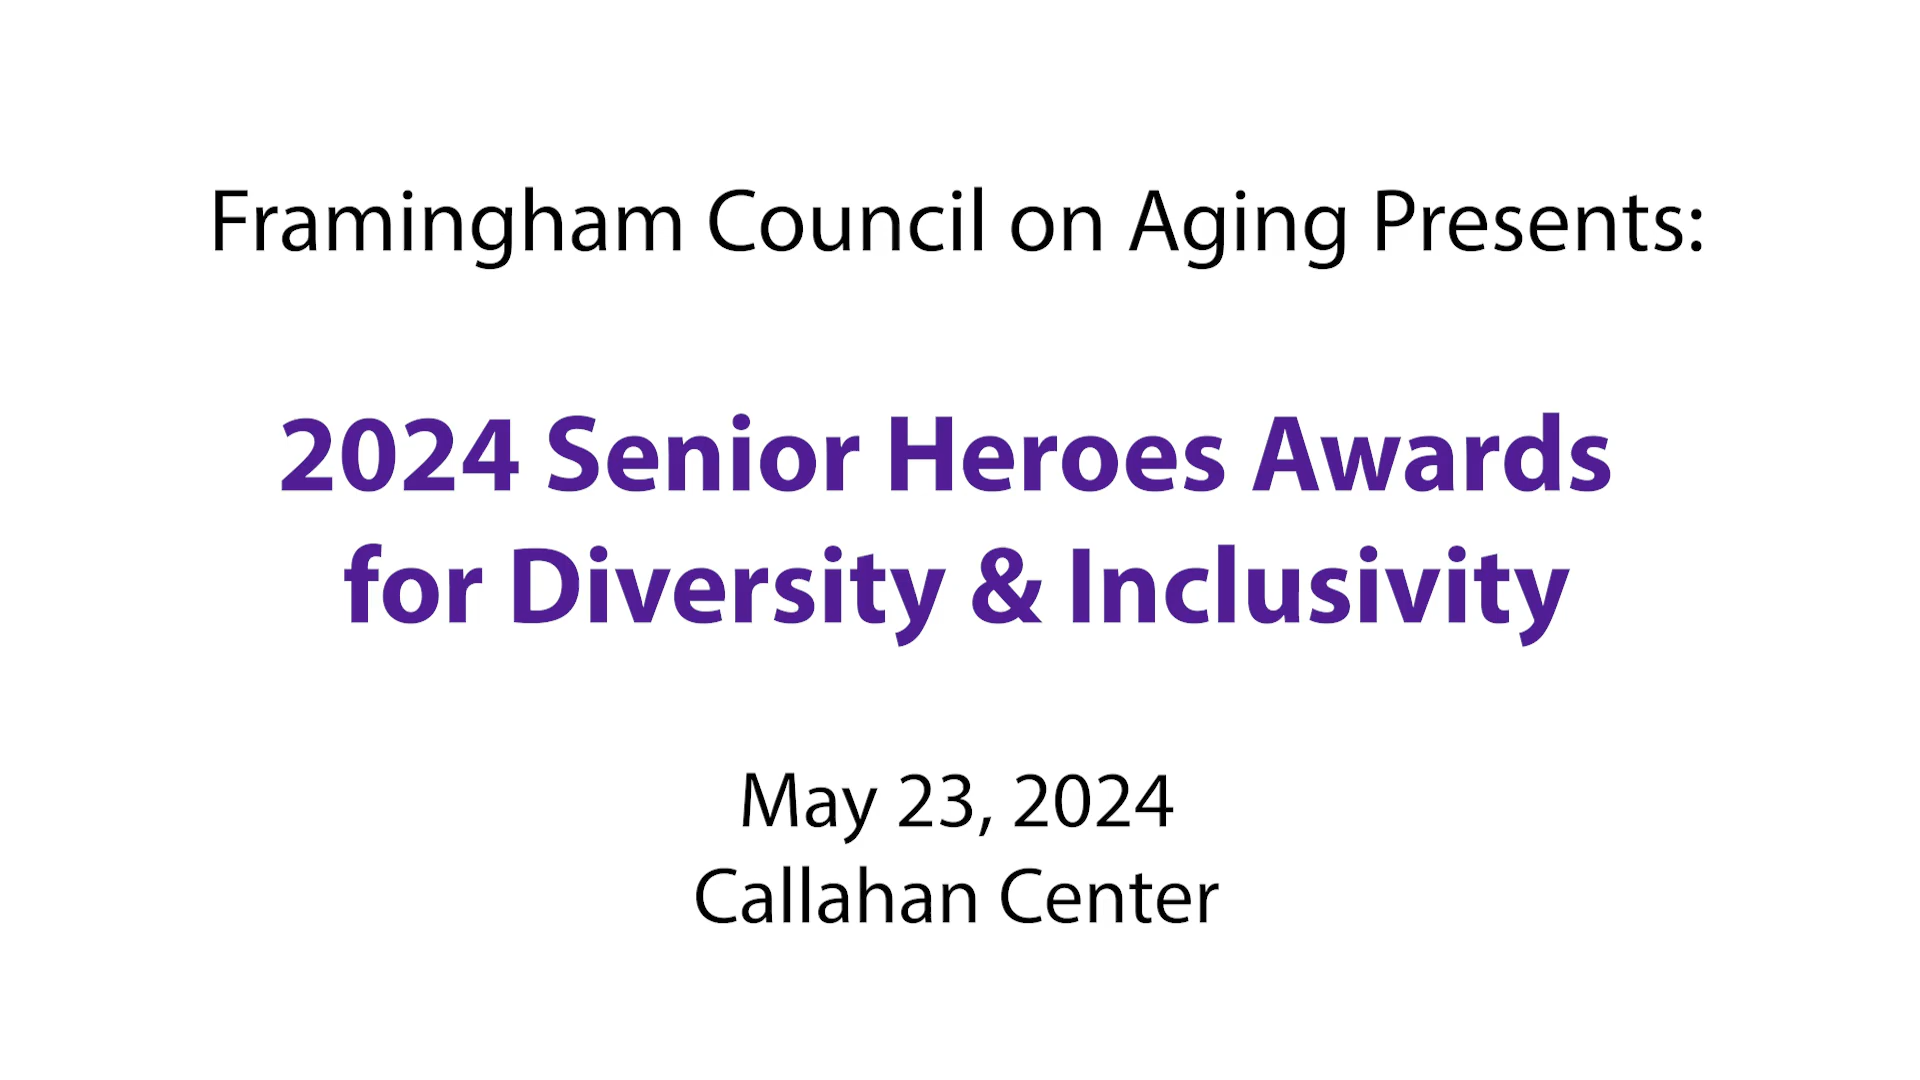 Framingham Council on Aging Presents:
2024 Senior Heroes Awards
for Diversity & Inclusivity
May 23, 2024
Callahan Center